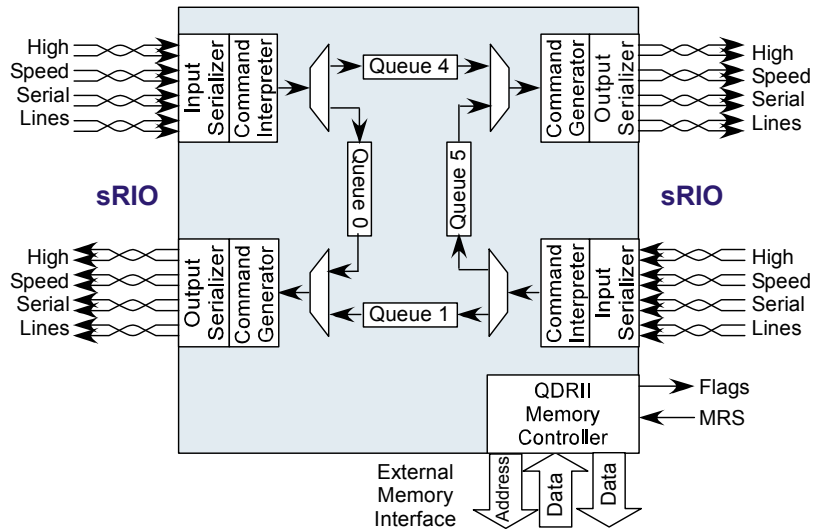 High
Speed
Serial
Lines
Input
Serializer
Command
Interpreter
Queue 4
Command
Generator
Output
Serializer
High
Speed
Serial
Lines
Queue 0
Queue 5
sRIO
sRIO
High
Speed
Serial
Lines
Output
Serializer
Command
Generator
Queue 1
Command
Interpreter
Input
Serializer
High
Speed
Serial
Lines
QDRII
Memory
Controller
Flags
MRS
External
Memory
Interface
Address
Data
Data